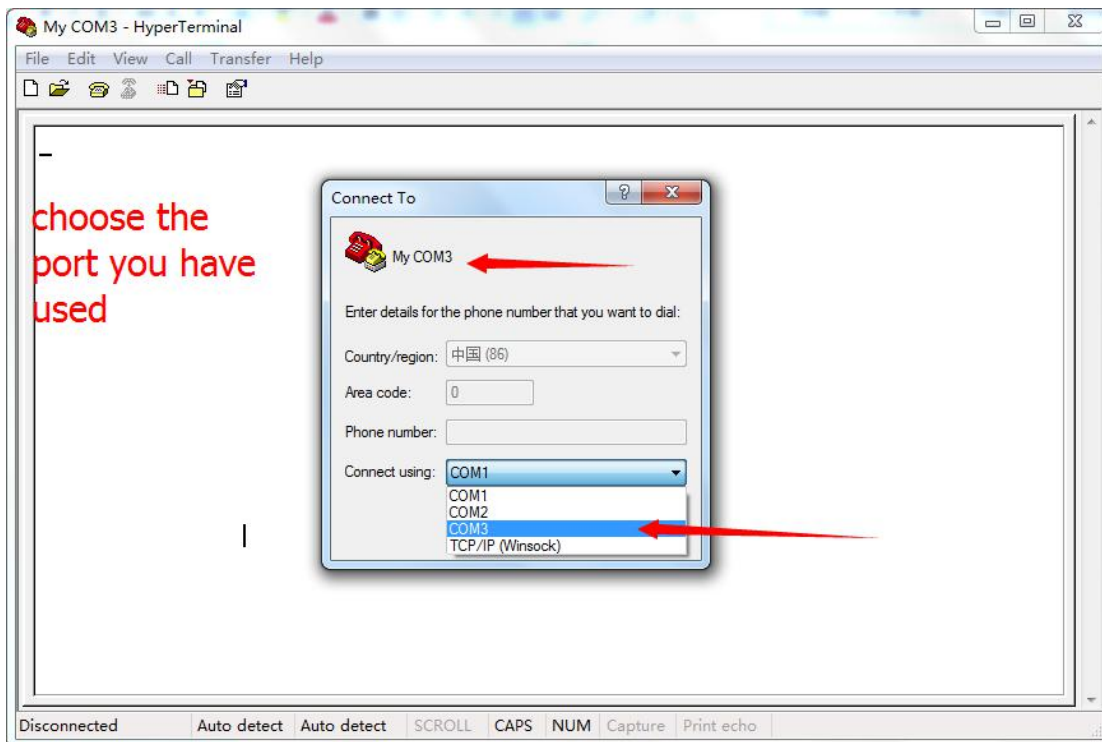 My COM3 - HyperTerminal
File Edit View Call Transfer Help
choose the
port you have
used
Connect To
My COM3
Enter details for the phone number that you want to dial:
Country/region: 中国 (86)
Area code: 0
Phone number:
Connect using: COM1
COM1
COM2
COM3
TCP/IP (Winsock)
Disconnected Auto detect Auto detect SCROLL CAPS NUM Capture Print echo